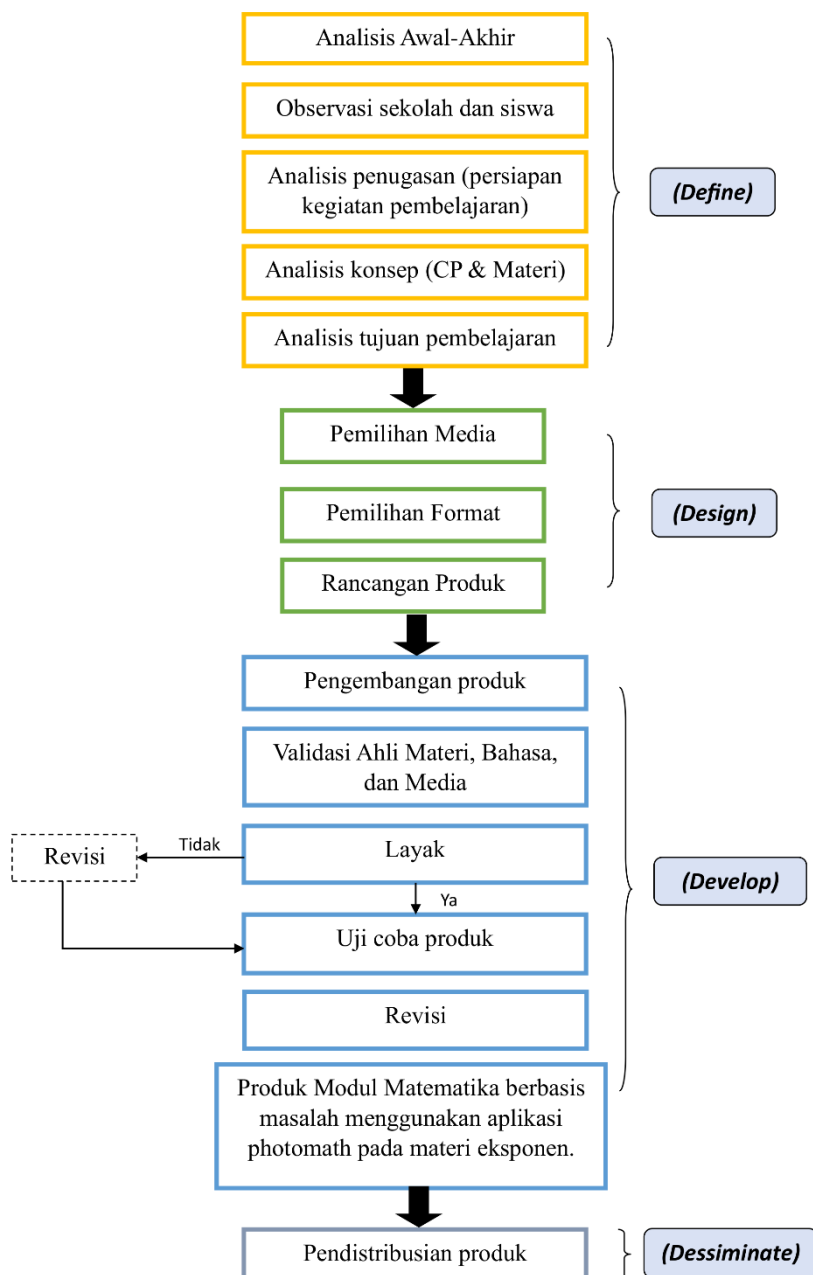 Analisis Awal-Akhir
Observasi sekolah dan siswa
Analisis penugasan (persiapan
kegiatan pembelajaran)
(Define)
Analisis konsep (CP & Materi)
Analisis tujuan pembelajaran
Pemilihan Media
Pemilihan Format
(Design)
Rancangan Produk
Pengembangan produk
Validasi Ahli Materi, Bahasa,
dan Media
Revisi
Tidak
Layak
(Develop)
Ya
Uji coba produk
Revisi
Produk Modul Matematika berbasis
masalah menggunakan aplikasi
photomath pada materi eksponen.
Pendistribusian produk
(Dessiminate)